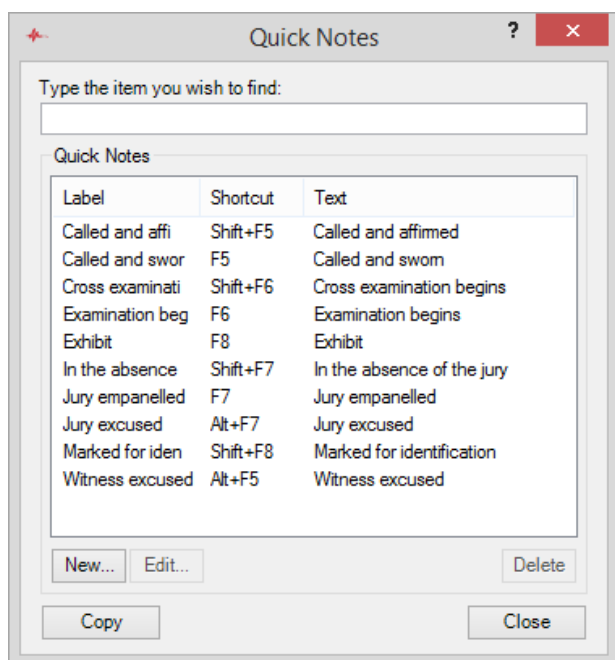 Quick Notes ? ×
Type the item you wish to find:
Quick Notes
Label Shortcut Text
Called and affi Shift+F5 Called and affirmed
Called and swor F5 Called and sworn
Cross examinati Shift+F6 Cross examination begins
Examination beg F6 Examination begins
Exhibit F8 Exhibit
In the absence Shift+F7 In the absence of the jury
Jury empanelled F7 Jury empanelled
Jury excused Alt+F7 Jury excused
Marked for iden Shift+F8 Marked for identification
Witness excused Alt+F5 Witness excused
New... Edit... Delete
Copy Close